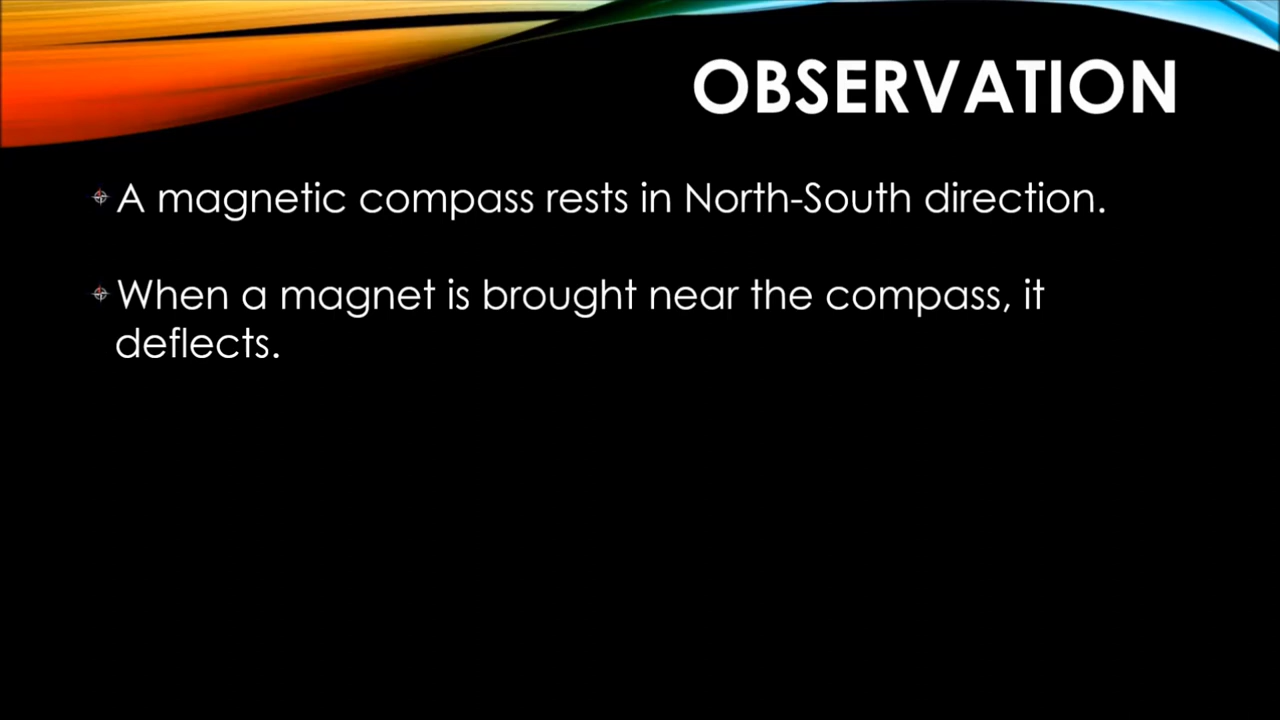 OBSERVATION
A magnetic compass rests in North-South direction.
When a magnet is brought near the compass, it
deflects.